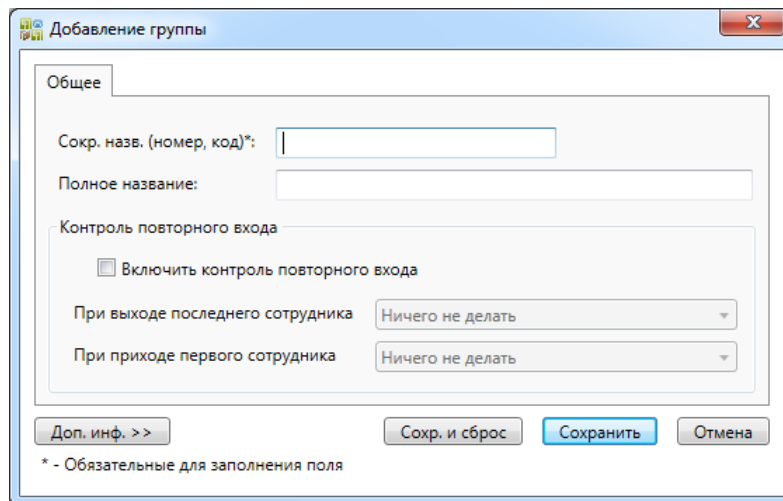 Добавление группы
Общее
Сокр. назв. (номер, код)*:
Полное название:
Контроль повторного входа
Включить контроль повторного входа
При выходе последнего сотрудника Ничего не делать
При приходе первого сотрудника Ничего не делать
Доп. инф. >> Сохр. и сброс Сохранить Отмена
* - Обязательные для заполнения поля